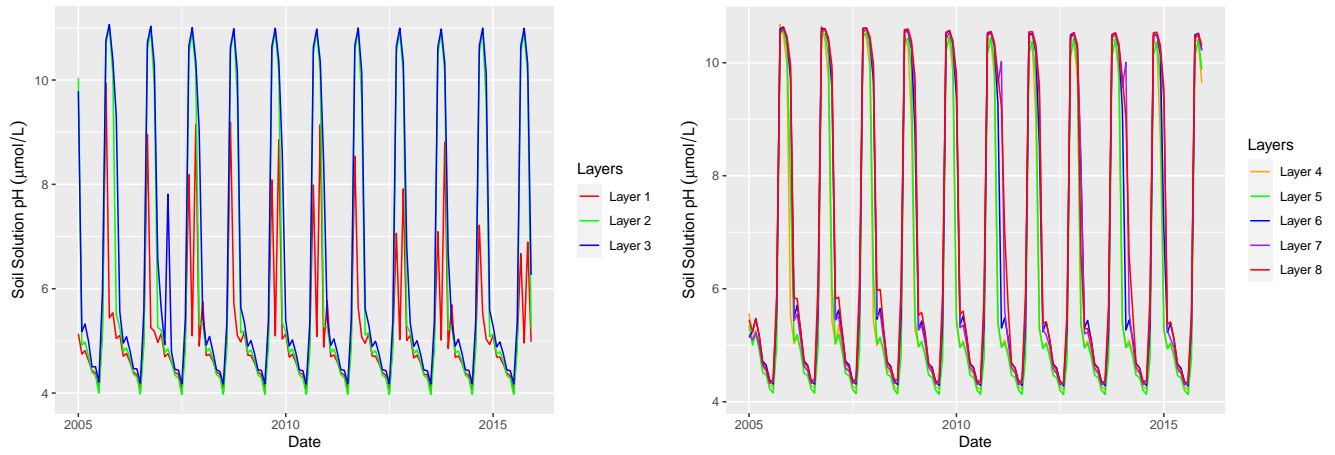 Soil Solution pH (μmol/L)
10
8
6
4
2005
2010
2015
Date
Layers
Layer 1
Layer 2
Layer 3
Soil Solution pH (μmol/L)
10
8
6
4
2005
2010
2015
Date
Layers
Layer 4
Layer 5
Layer 6
Layer 7
Layer 8